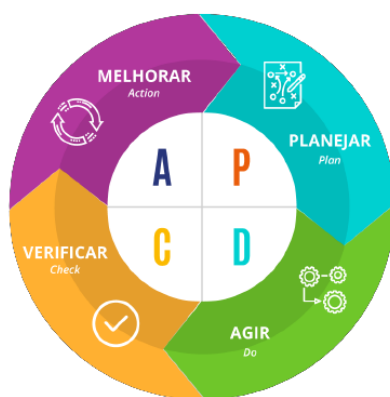 MELHORAR
Action
PLANEJAR
Plan
A P
C D
VERIFICAR
Check
AGIR
Do